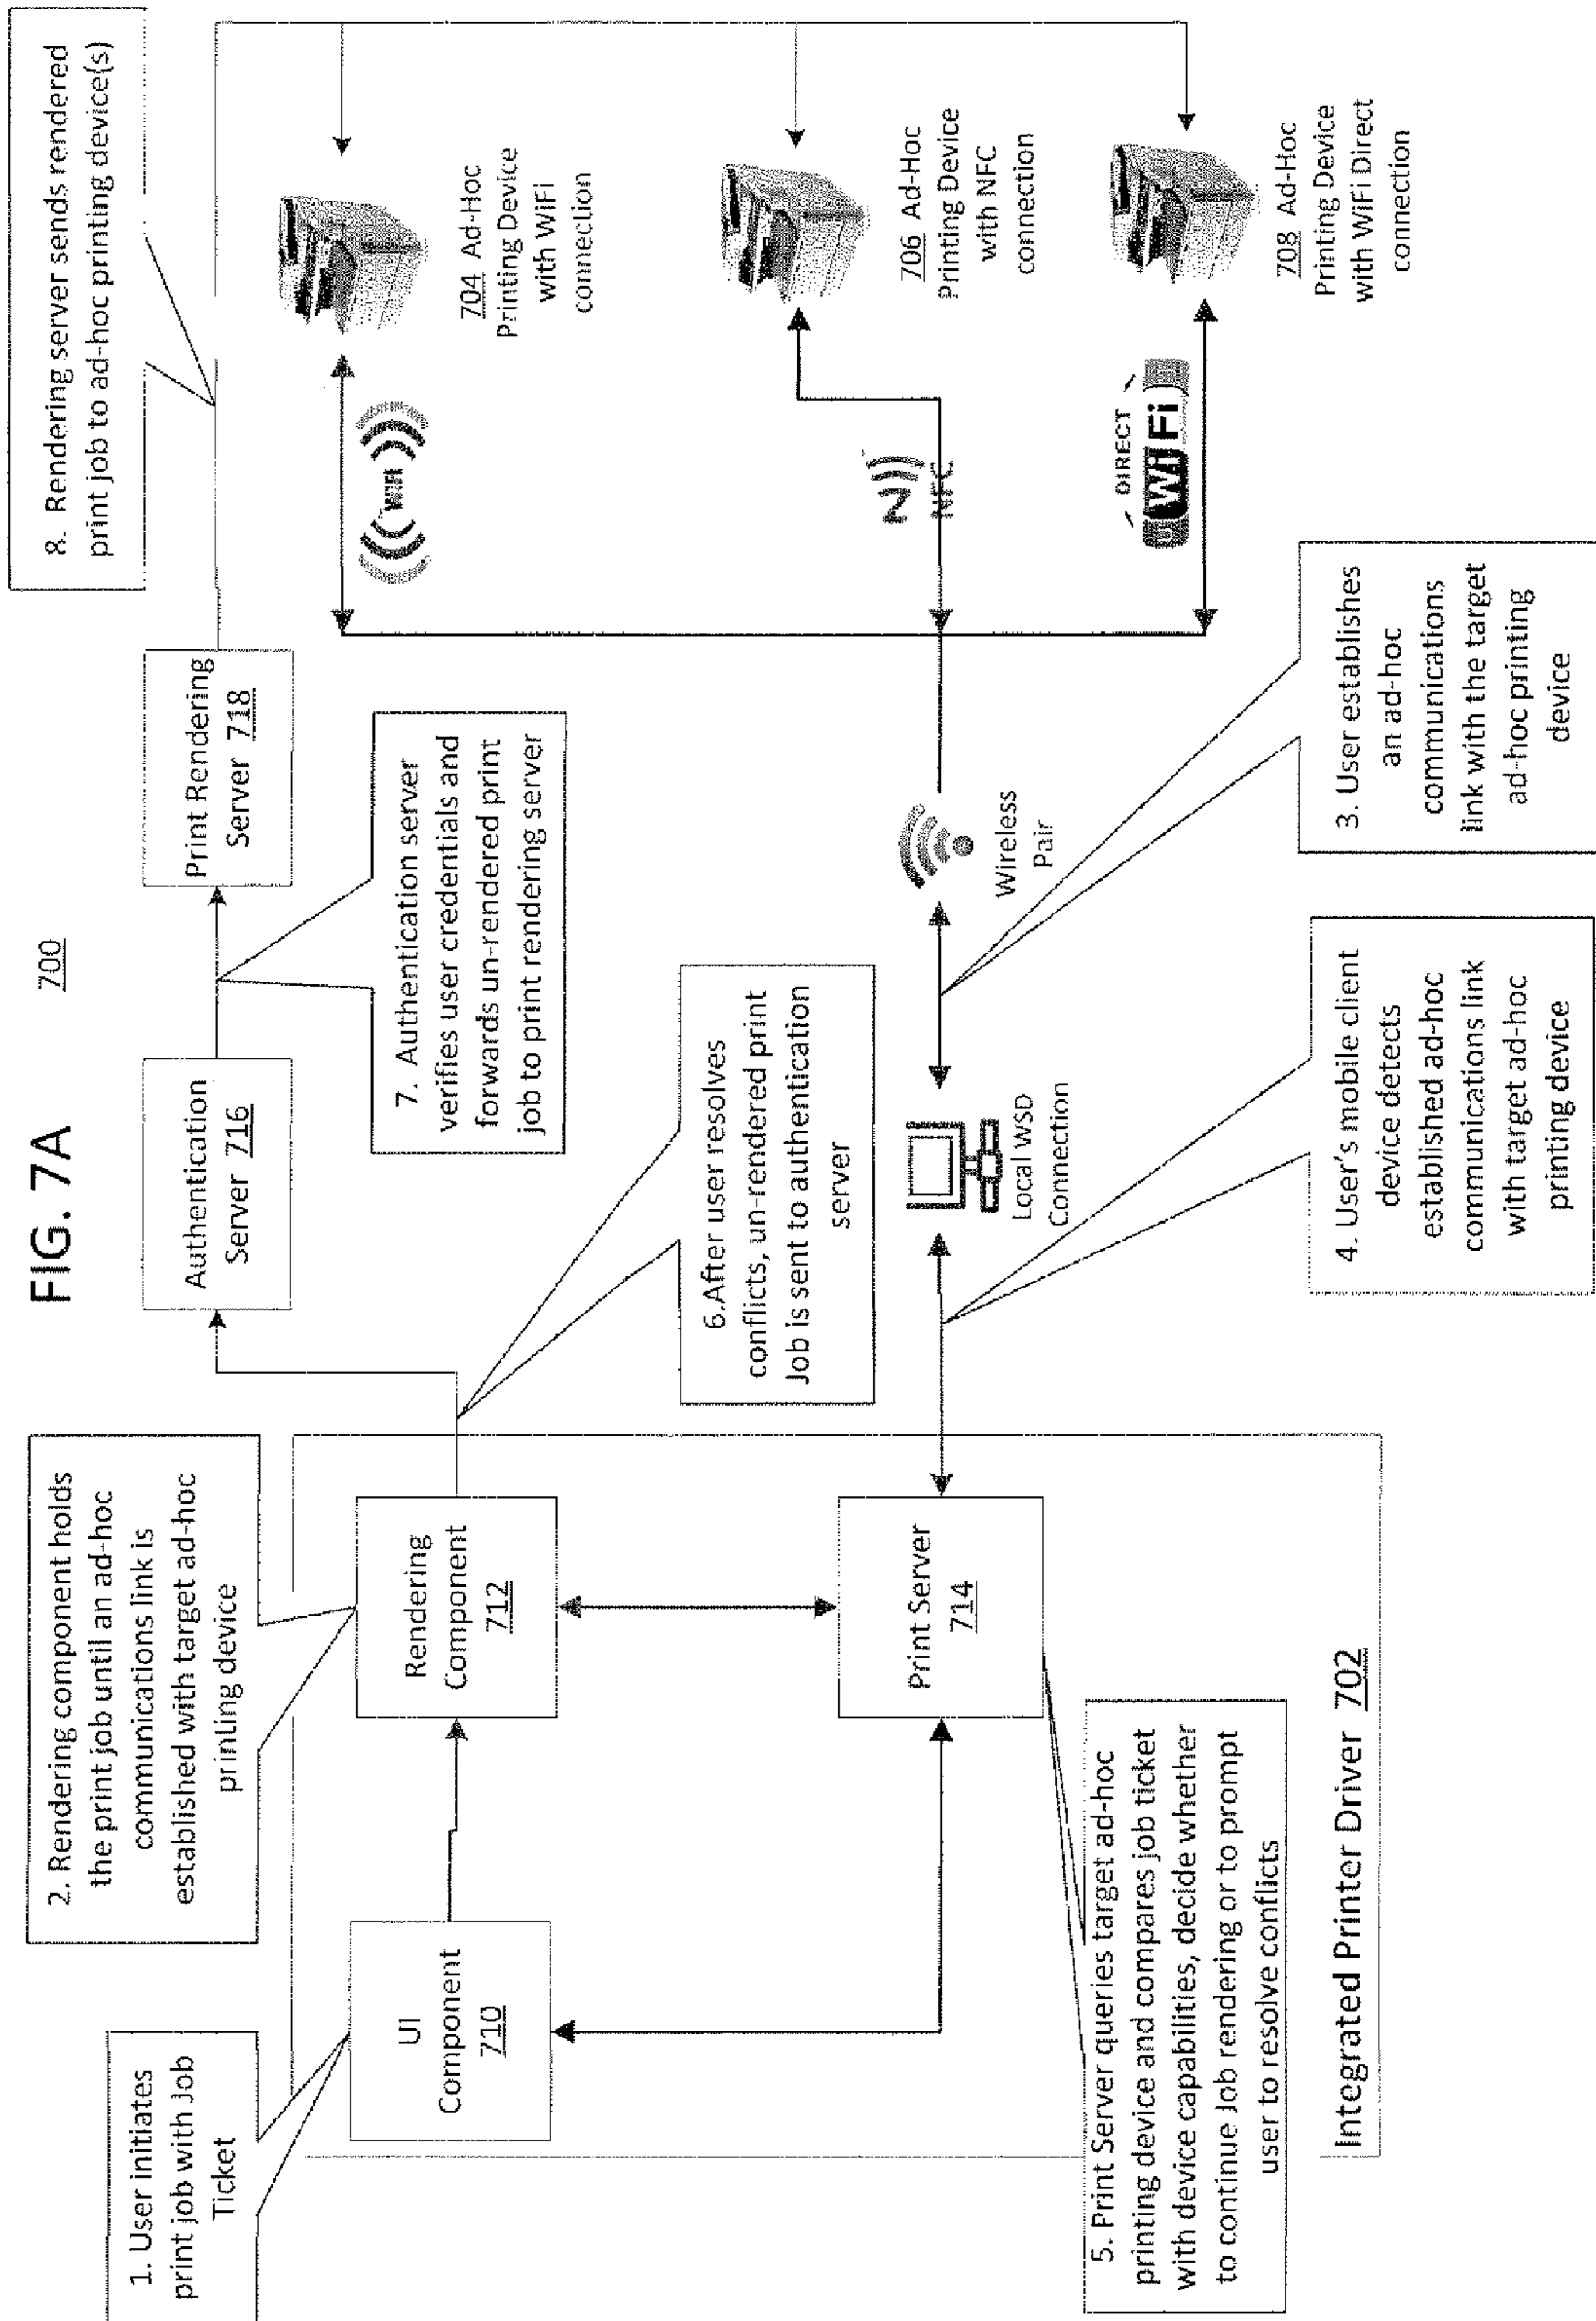 FIG. 7A
700
1. User initiates
print job with Job
Ticket
2. Rendering component holds
the print job until an ad-hoc
communications link is
established with target ad-hoc
printing device
UI
Component
710
Rendering
Component
712
Print Server
714
5. Print Server queries target ad-hoc
printing device and compares job ticket
with device capabilities, decide whether
to continue Job rendering or to prompt
user to resolve conflicts
Integrated Printer Driver 702
Authentication
Server 716
Print Rendering
Server 718
6.After user resolves
conflicts, un-rendered print
Job is sent to authentication
server
7. Authentication server
verifies user credentials and
forwards un-rendered print
job to print rendering server
8. Rendering server sends rendered
print job to ad-hoc printing device(s)
Local WSD
Connection
Wireless
Pair
4. User's mobile client
device detects
established ad-hoc
communications link
with target ad-hoc
printing device
3. User establishes
an ad-hoc
communications
link with the target
ad-hoc printing
device
WiFi
NFC
DIRECT
WiFi
704 Ad-Hoc
Printing Device
with WiFi
connection
706 Ad-Hoc
Printing Device
with NFC
connection
708 Ad-Hoc
Printing Device
with WiFi Direct
connection